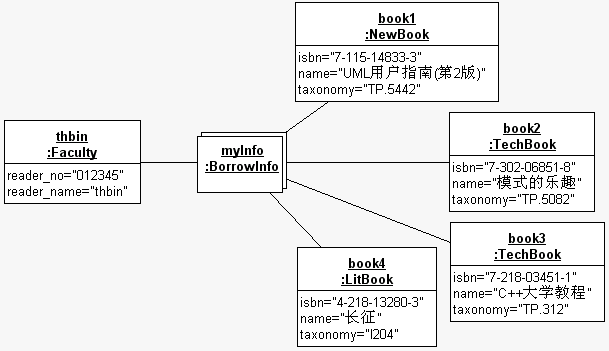 book1
:NewBook
isbn="7-115-14833-3"
name="UML用户指南(第2版)"
taxonomy="TP.5442"
thbin
:Faculty
reader_no="012345"
reader_name="thbin"
myInfo
:BorrowInfo
book2
:TechBook
isbn="7-302-06851-8"
name="模式的乐趣"
taxonomy="TP.5082"
book3
:TechBook
isbn="7-218-03451-1"
name="C++大学教程"
taxonomy="TP.312"
book4
:LitBook
isbn="4-218-13280-3"
name="长征"
taxonomy="I204"